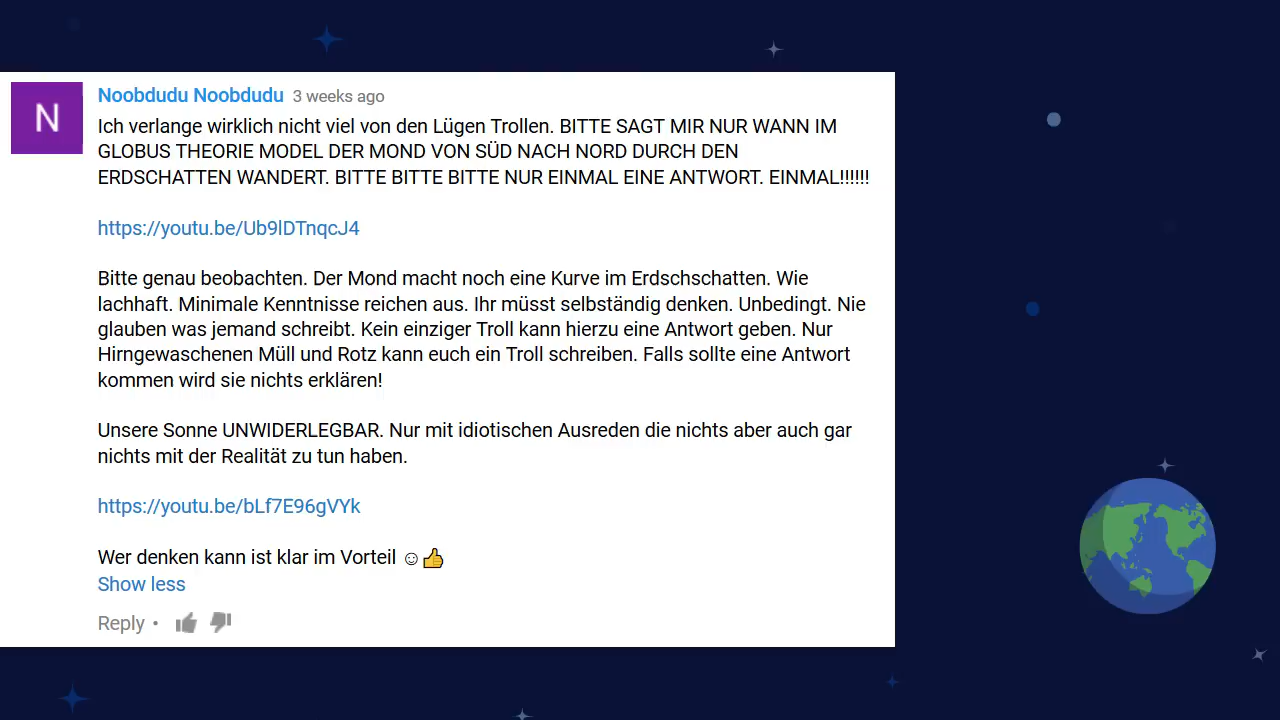 N
Noobdudu Noobdudu 3 weeks ago
Ich verlange wirklich nicht viel von den Lügen Trollen. BITTE SAGT MIR NUR WANN IM
GLOBUS THEORIE MODEL DER MOND VON SÜD NACH NORD DURCH DEN
ERDSCHATTEN WANDERT. BITTE BITTE BITTE NUR EINMAL EINE ANTWORT. EINMAL!!!!!!
https://youtu.be/Ub9lDTnqcJ4
Bitte genau beobachten. Der Mond macht noch eine Kurve im Erdschschatten. Wie
lachhaft. Minimale Kenntnisse reichen aus. Ihr müsst selbständig denken. Unbedingt. Nie
glauben was jemand schreibt. Kein einziger Troll kann hierzu eine Antwort geben. Nur
Hirngewaschenen Müll und Rotz kann euch ein Troll schreiben. Falls sollte eine Antwort
kommen wird sie nichts erklären!
Unsere Sonne UNWIDERLEGBAR. Nur mit idiotischen Ausreden die nichts aber auch gar
nichts mit der Realität zu tun haben.
https://youtu.be/bLf7E96gVYk
Wer denken kann ist klar im Vorteil ☺👍
Show less
Reply •